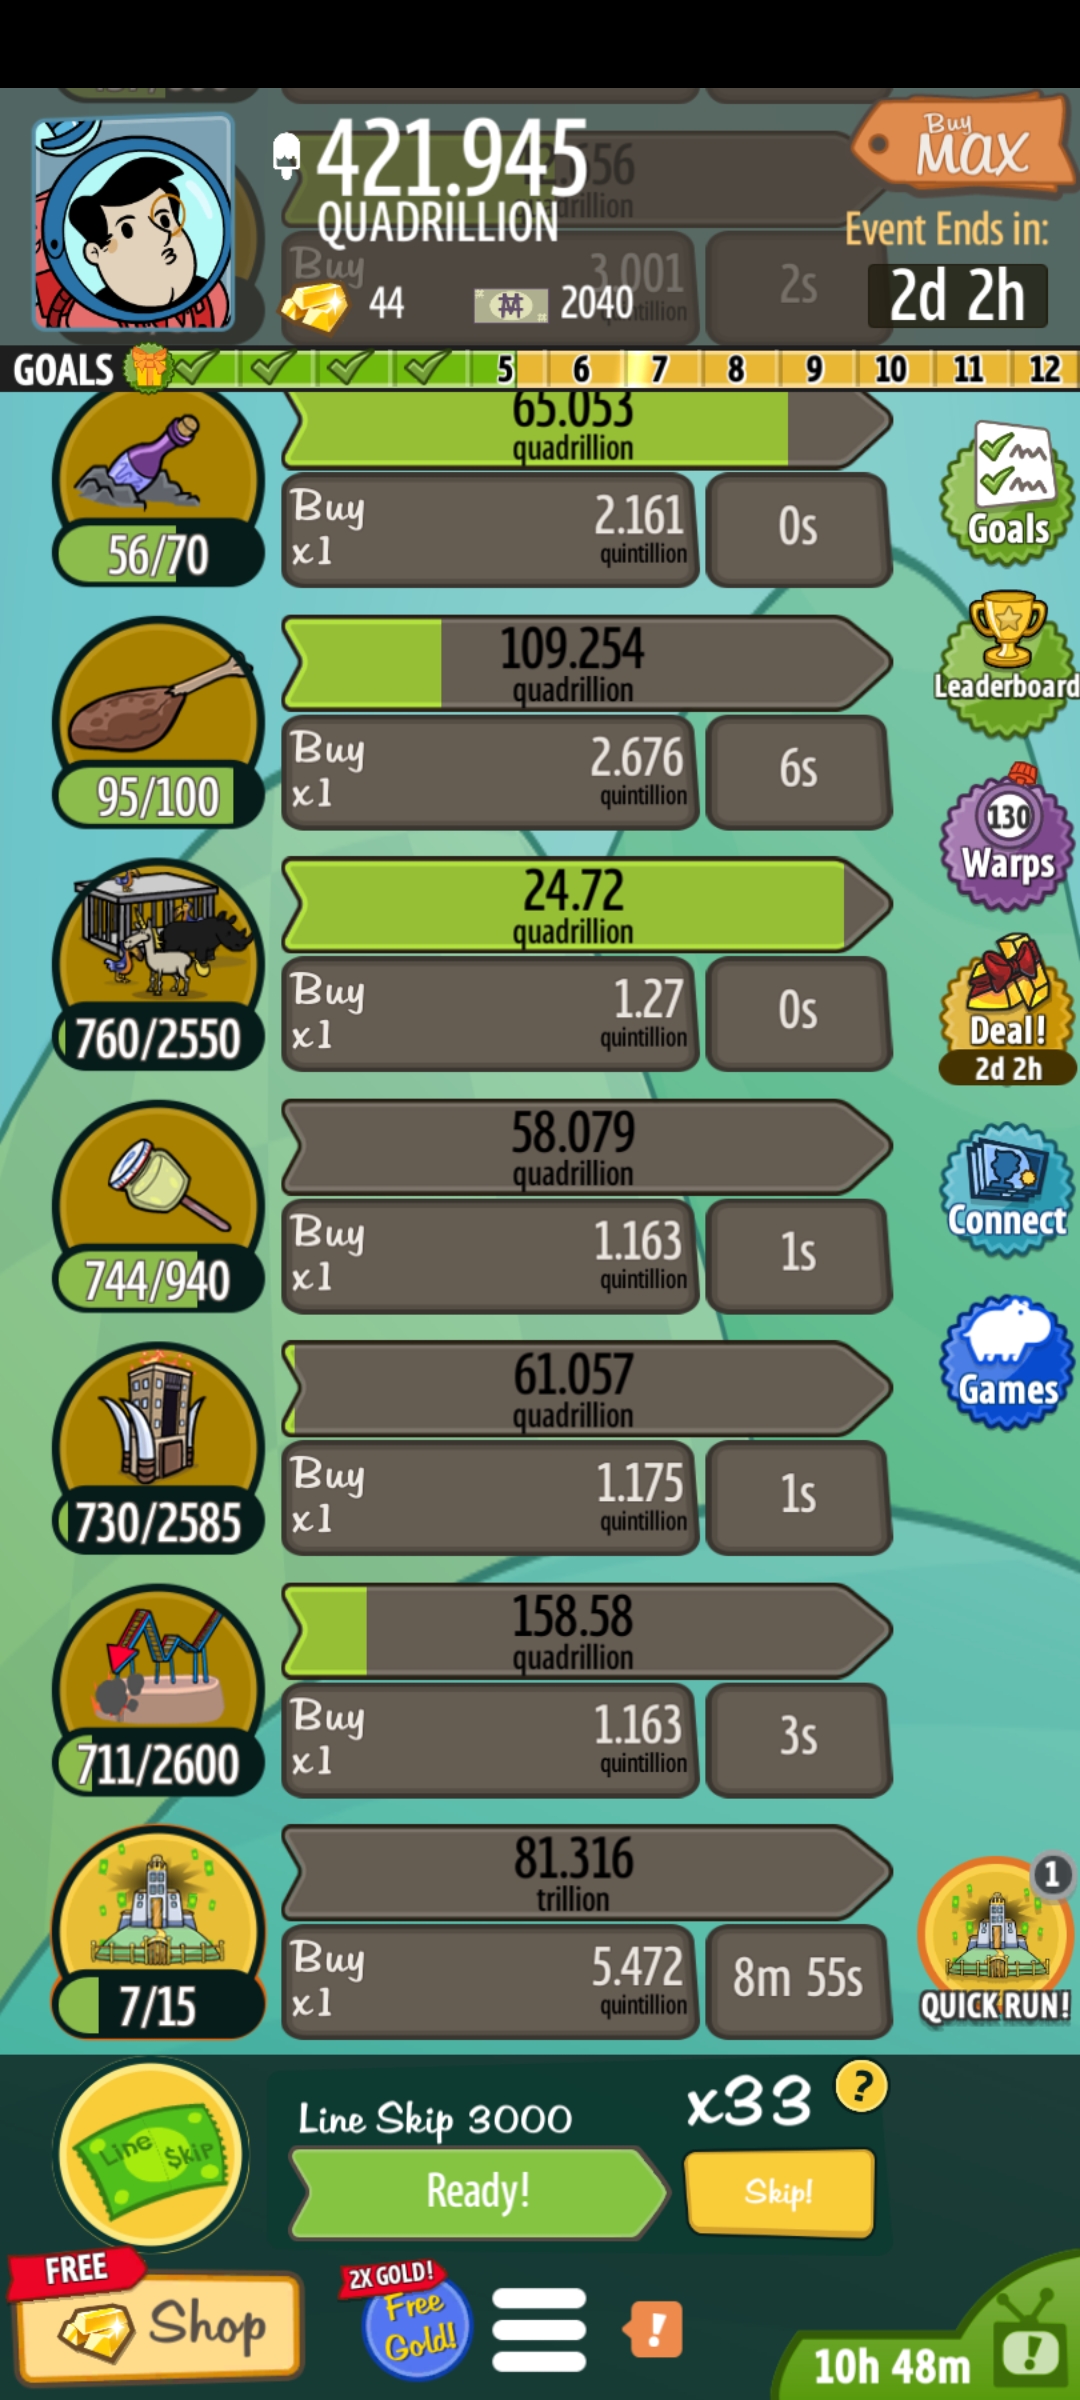 421.945
QUADRILLION
Buy
MAX
Event Ends in:
2d 2h
Buy
3.001
2s
44
2040
GOALS
5
6
7
8
9
10
11
12
65.053
quadrillion
Buy
x1
2.161
quintillion
0s
56/70
Goals
109.254
quadrillion
Buy
x1
2.676
quintillion
6s
95/100
Leaderboard
130
Warps
24.72
quadrillion
Buy
x1
1.27
quintillion
0s
760/2550
Deal!
2d 2h
58.079
quadrillion
Buy
x1
1.163
quintillion
1s
744/940
Connect
61.057
quadrillion
Buy
x1
1.175
quintillion
1s
730/2585
Games
158.58
quadrillion
Buy
x1
1.163
quintillion
3s
711/2600
81.316
trillion
Buy
x1
5.472
quintillion
8m 55s
7/15
1
QUICK RUN!
Line $kip
Line Skip 3000
x33
?
Ready!
Skip!
FREE
Shop
2X GOLD!
Free
Gold!
!
10h 48m
!